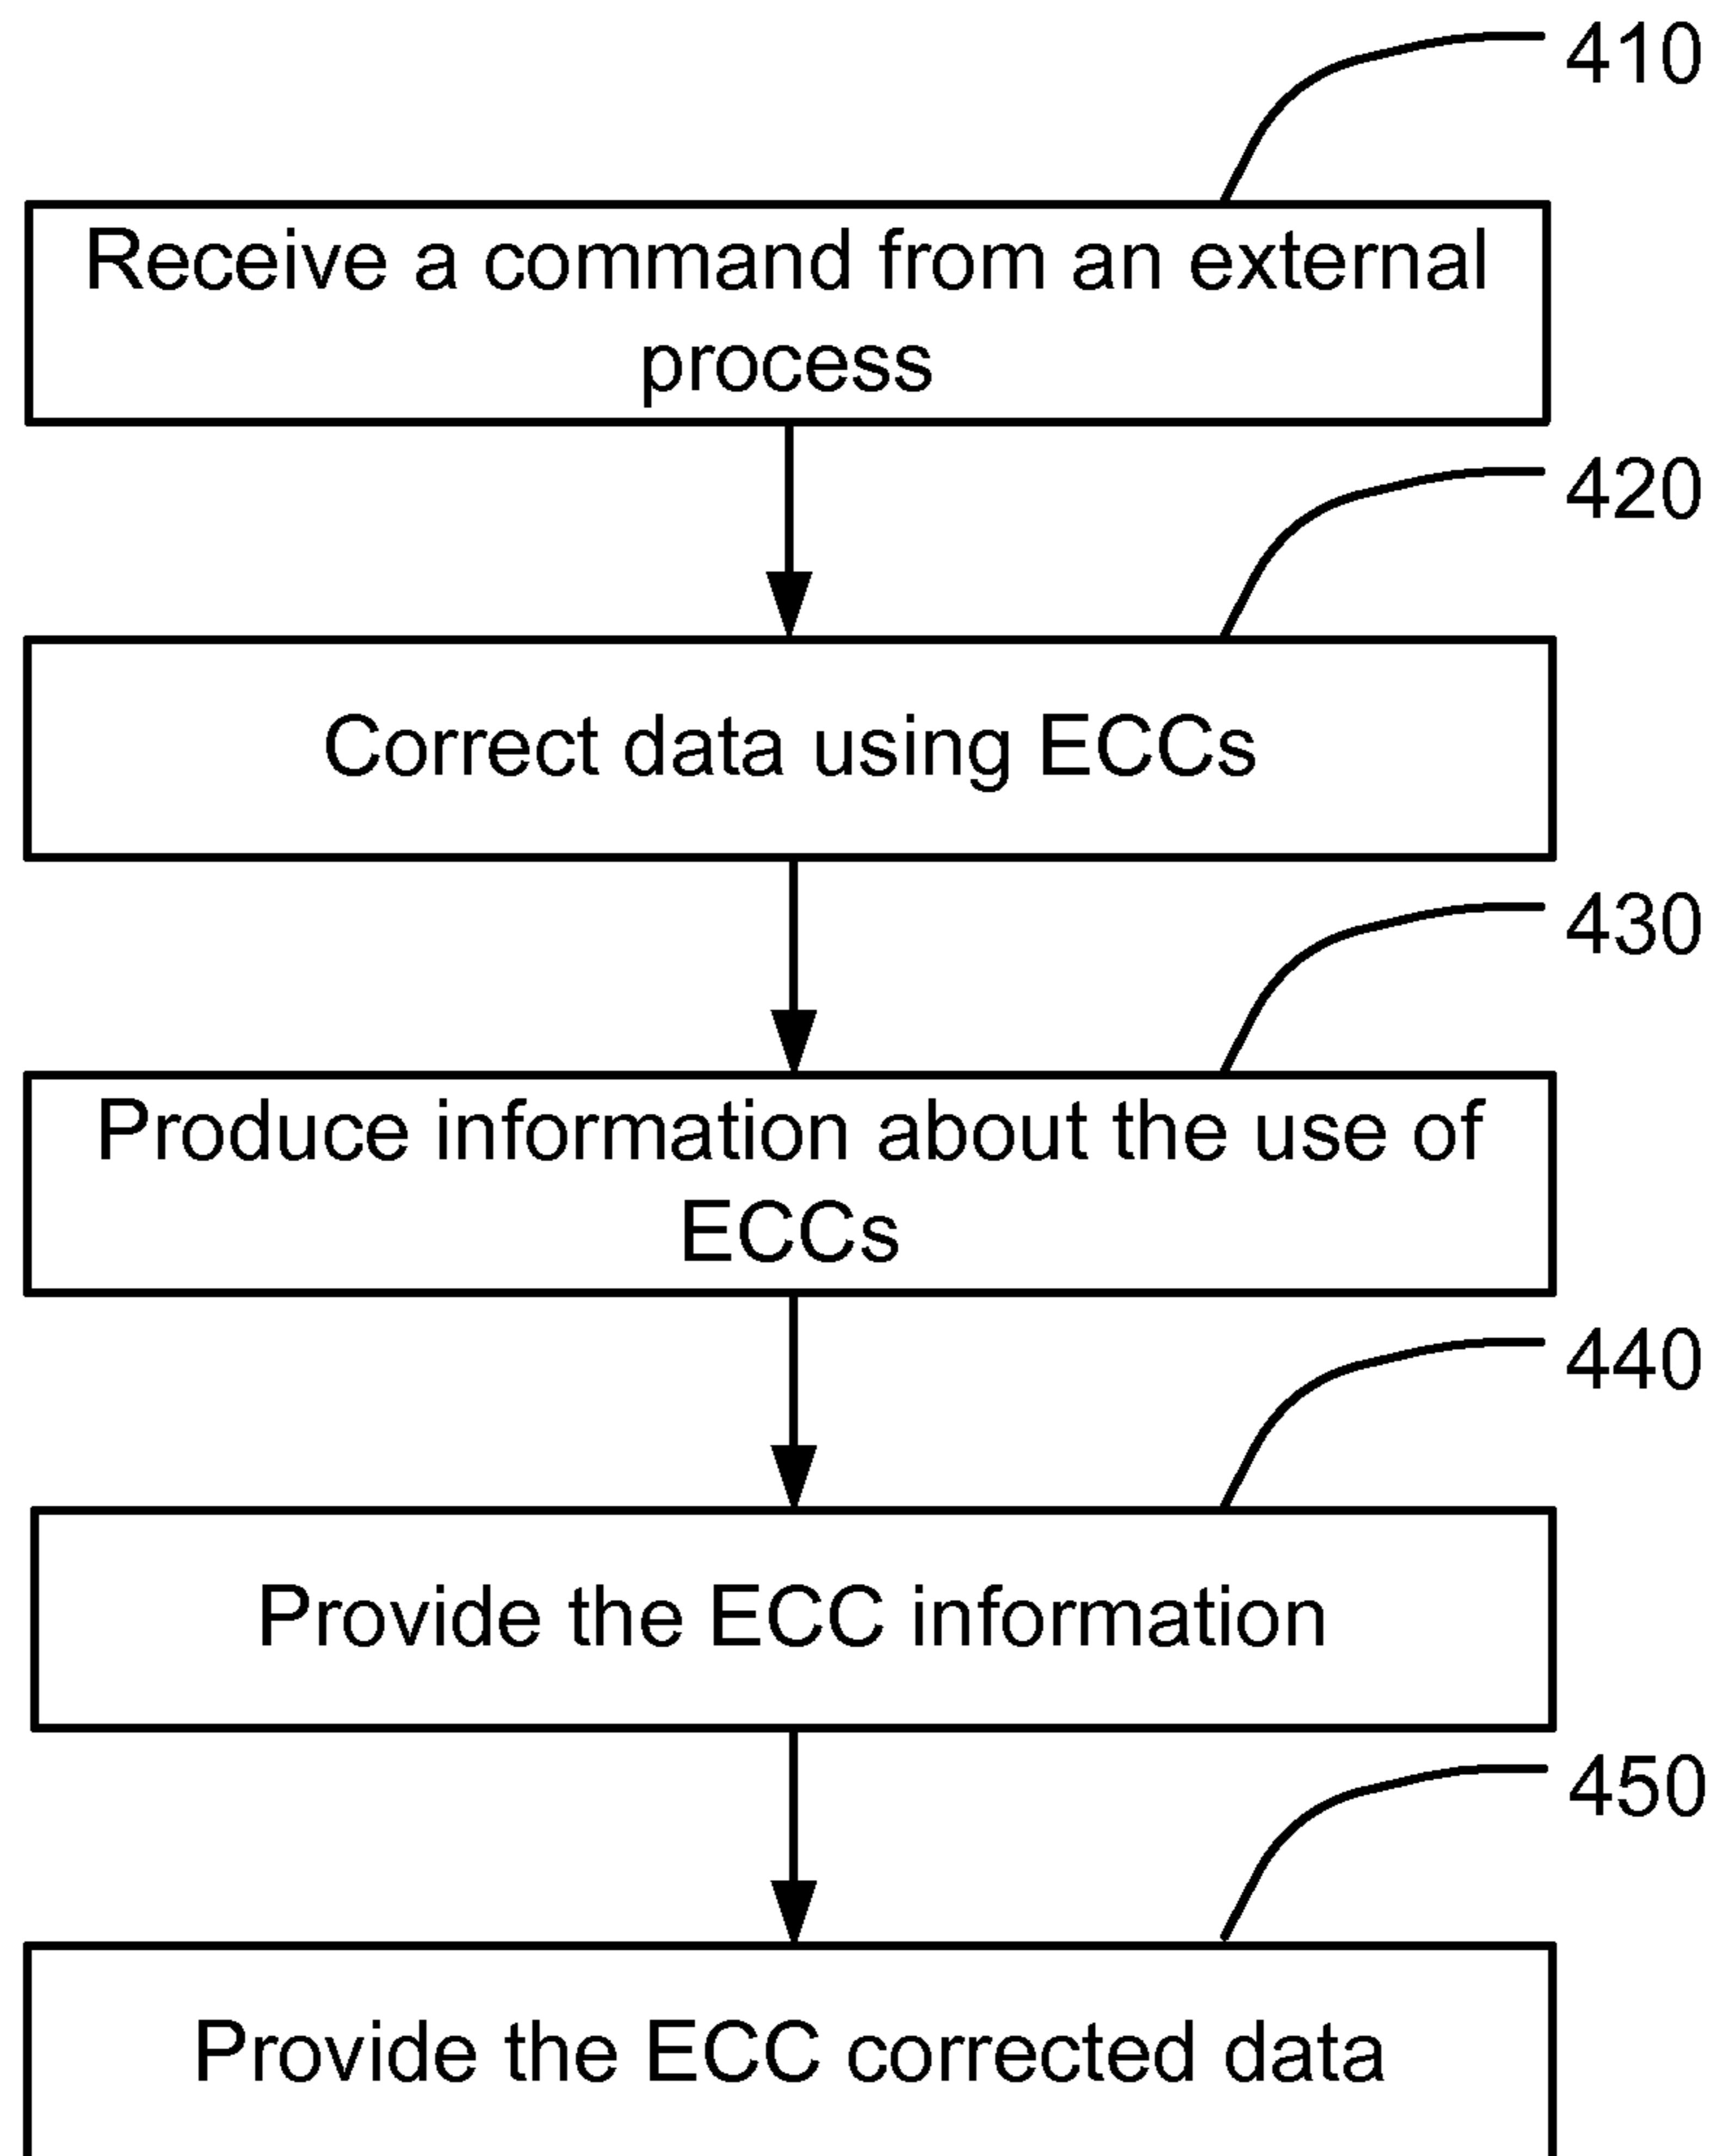 410
Receive a command from an external
process
420
Correct data using ECCs
430
Produce information about the use of
ECCs
440
Provide the ECC information
450
Provide the ECC corrected data